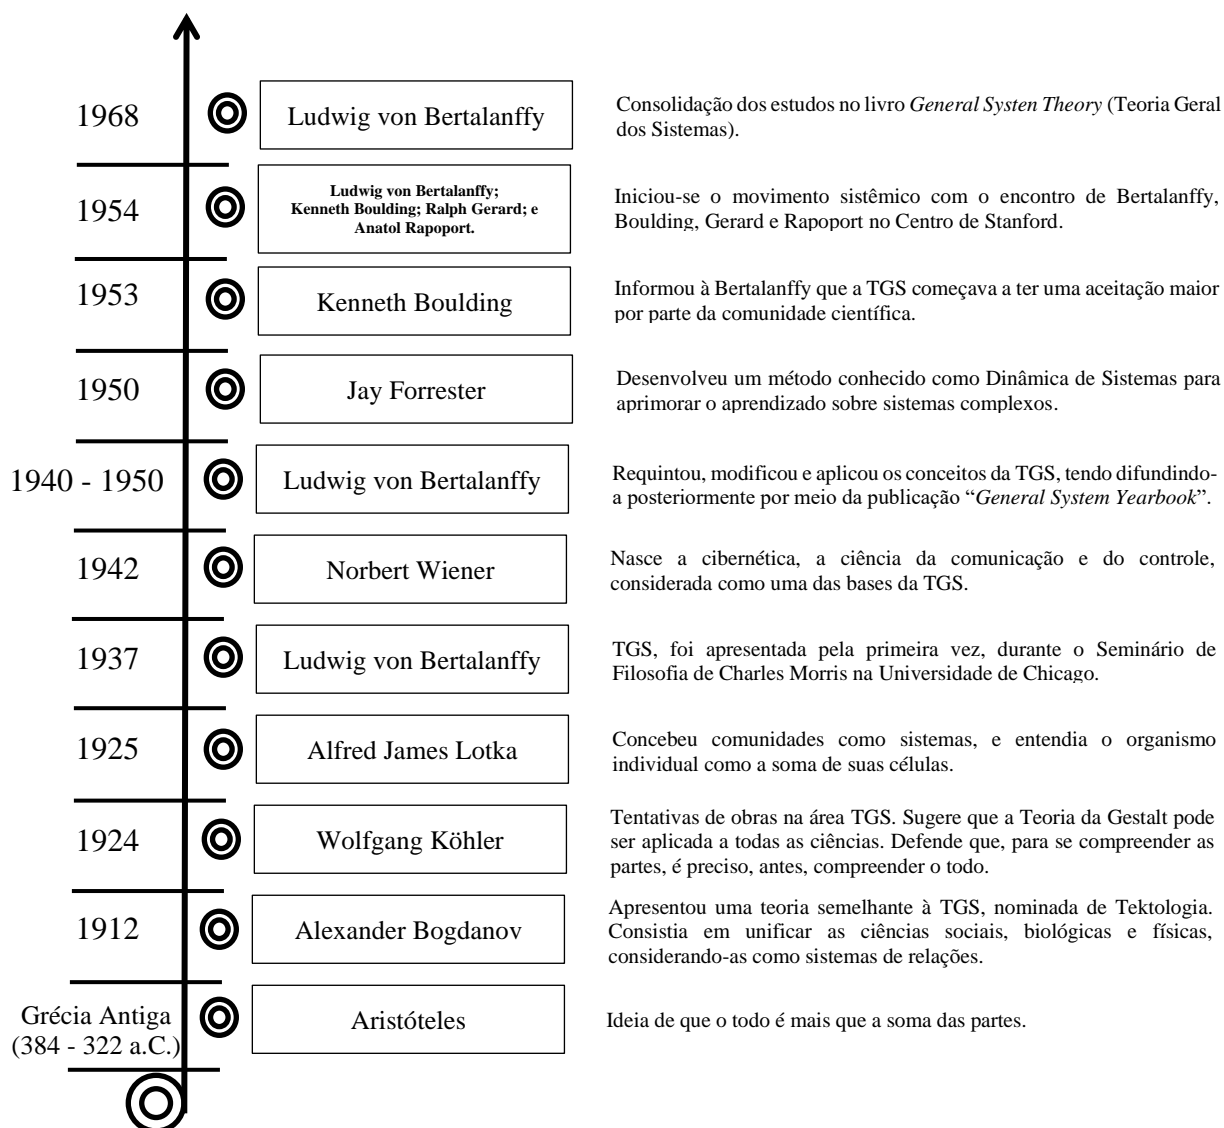 1968
Ludwig von Bertalanffy
Consolidação dos estudos no livro General Systen Theory (Teoria Geral
dos Sistemas).
1954
Ludwig von Bertalanffy;
Kenneth Boulding; Ralph Gerard; e
Anatol Rapoport.
Iniciou-se o movimento sistêmico com o encontro de Bertalanffy,
Boulding, Gerard e Rapoport no Centro de Stanford.
1953
Kenneth Boulding
Informou à Bertalanffy que a TGS começava a ter uma aceitação maior
por parte da comunidade científica.
1950
Jay Forrester
Desenvolveu um método conhecido como Dinâmica de Sistemas para
aprimorar o aprendizado sobre sistemas complexos.
1940 - 1950
Ludwig von Bertalanffy
Requintou, modificou e aplicou os conceitos da TGS, tendo difundindo-
a posteriormente por meio da publicação “General System Yearbook”.
1942
Norbert Wiener
Nasce a cibernética, a ciência da comunicação e do controle,
considerada como uma das bases da TGS.
1937
Ludwig von Bertalanffy
TGS, foi apresentada pela primeira vez, durante o Seminário de
Filosofia de Charles Morris na Universidade de Chicago.
1925
Alfred James Lotka
Concebeu comunidades como sistemas, e entendia o organismo
individual como a soma de suas células.
1924
Wolfgang Köhler
Tentativas de obras na área TGS. Sugere que a Teoria da Gestalt pode
ser aplicada a todas as ciências. Defende que, para se compreender as
partes, é preciso, antes, compreender o todo.
1912
Alexander Bogdanov
Apresentou uma teoria semelhante à TGS, nominada de Tektologia.
Consistia em unificar as ciências sociais, biológicas e físicas,
considerando-as como sistemas de relações.
Grécia Antiga
(384 - 322 a.C.)
Aristóteles
Ideia de que o todo é mais que a soma das partes.